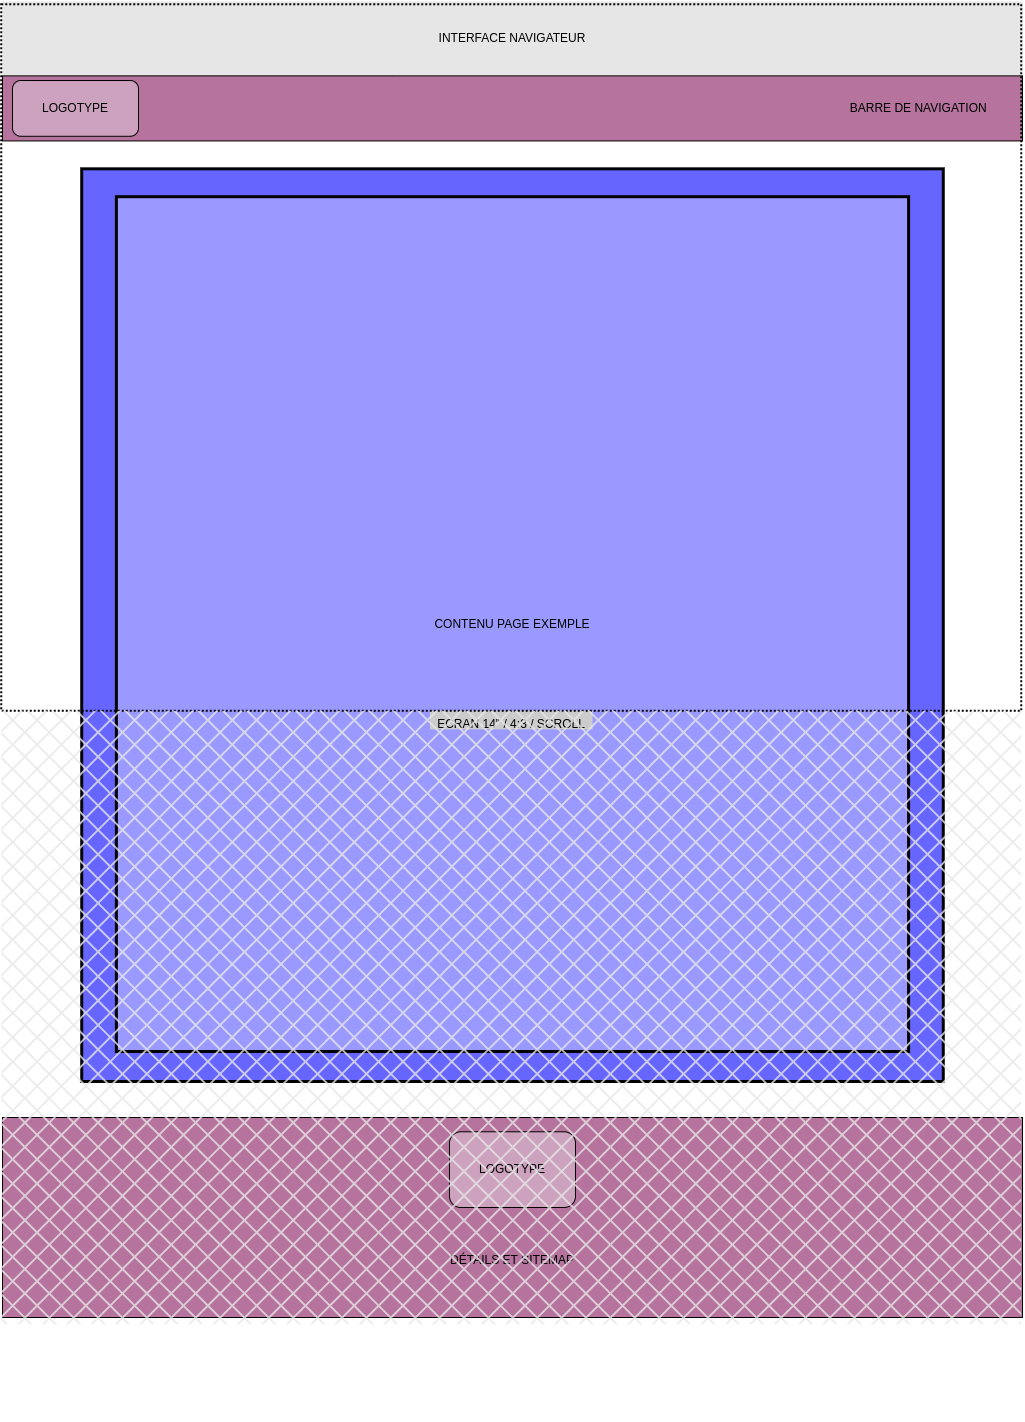 INTERFACE NAVIGATEUR
LOGOTYPE
BARRE DE NAVIGATION
CONTENU PAGE EXEMPLE
ECRAN 14" / 4:3 / SCROLL
LOGOTYPE
DÉTAILS ET SITEMAP